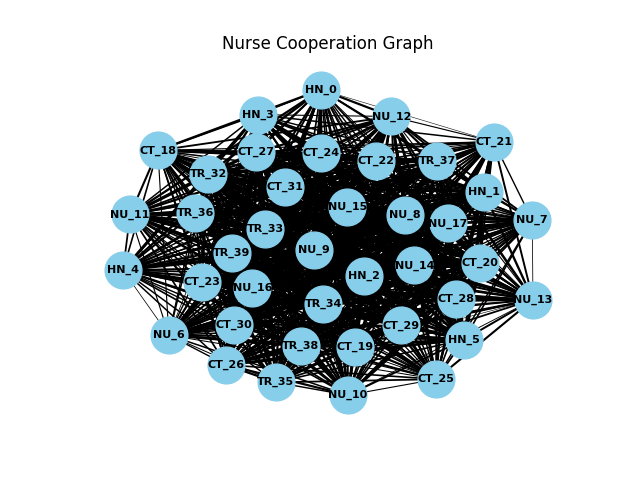 Nurse Cooperation Graph
HN_0
HN_3
NU_12
CT_21
CT_18
CT_27
CT_24
CT_22
TR_37
TR_32
CT_31
HN_1
NU_11
TR_36
NU_15
NU_8
NU_17
NU_7
TR_33
TR_39
NU_9
HN_4
CT_23
NU_16
HN_2
NU_14
CT_20
TR_34
CT_28
NU_13
NU_6
CT_30
CT_29
HN_5
TR_38
CT_19
CT_26
TR_35
NU_10
CT_25